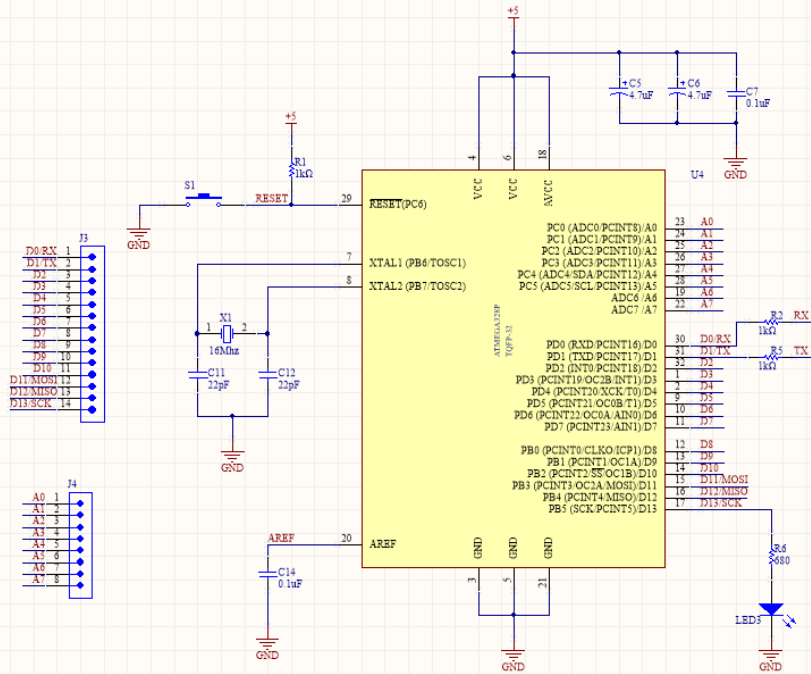 +5
C5
4.7uF
C6
4.7uF
C7
0.1uF
GND
+5
R1
1kΩ
S1
RESET
GND
U4
4
6
18
VCC
VCC
AVCC
29
RESET(PC6)
7
XTAL1 (PB6/TOSC1)
8
XTAL2 (PB7/TOSC2)
X1
1
2
16Mhz
C11
22pF
C12
22pF
GND
ATMEGA328P
TQFP-32
PC0 (ADC0/PCINT8)/A0 23 A0
PC1 (ADC1/PCINT9)/A1 24 A1
PC2 (ADC2/PCINT10)/A2 25 A2
PC3 (ADC3/PCINT11)/A3 26 A3
PC4 (ADC4/SDA/PCINT12)/A4 27 A4
PC5 (ADC5/SCL/PCINT13)/A5 28 A5
ADC6 /A6 19 A6
ADC7 /A7 22 A7
PD0 (RXD/PCINT16)/D0 30 D0/RX
PD1 (TXD/PCINT17)/D1 31 D1/TX
PD2 (INT0/PCINT18)/D2 32 D2
PD3 (PCINT19/OC2B/INT1)/D3 1 D3
PD4 (PCINT20/XCK/T0)/D4 2 D4
PD5 (PCINT21/OC0B/T1)/D5 9 D5
PD6 (PCINT22/OC0A/AIN0)/D6 10 D6
PD7 (PCINT23/AIN1)/D7 11 D7
PB0 (PCINT0/CLKO/ICP1)/D8 12 D8
PB1 (PCINT1/OC1A)/D9 13 D9
PB2 (PCINT2/SS/OC1B)/D10 14 D10
PB3 (PCINT3/OC2A/MOSI)/D11 15 D11/MOSI
PB4 (PCINT4/MISO)/D12 16 D12/MISO
PB5 (SCK/PCINT5)/D13 17 D13/SCK
R2
RX
1kΩ
R5
TX
1kΩ
R6
680
LED3
GND
J3
D0/RX 1
D1/TX 2
D2 3
D3 4
D4 5
D5 6
D6 7
D7 8
D8 9
D9 10
D10 11
D11/MOSI 12
D12/MISO 13
D13/SCK 14
J4
A0 1
A1 2
A2 3
A3 4
A4 5
A5 6
A6 7
A7 8
AREF
20
AREF
C14
0.1uF
GND
GND
GND
GND
3
5
21
GND